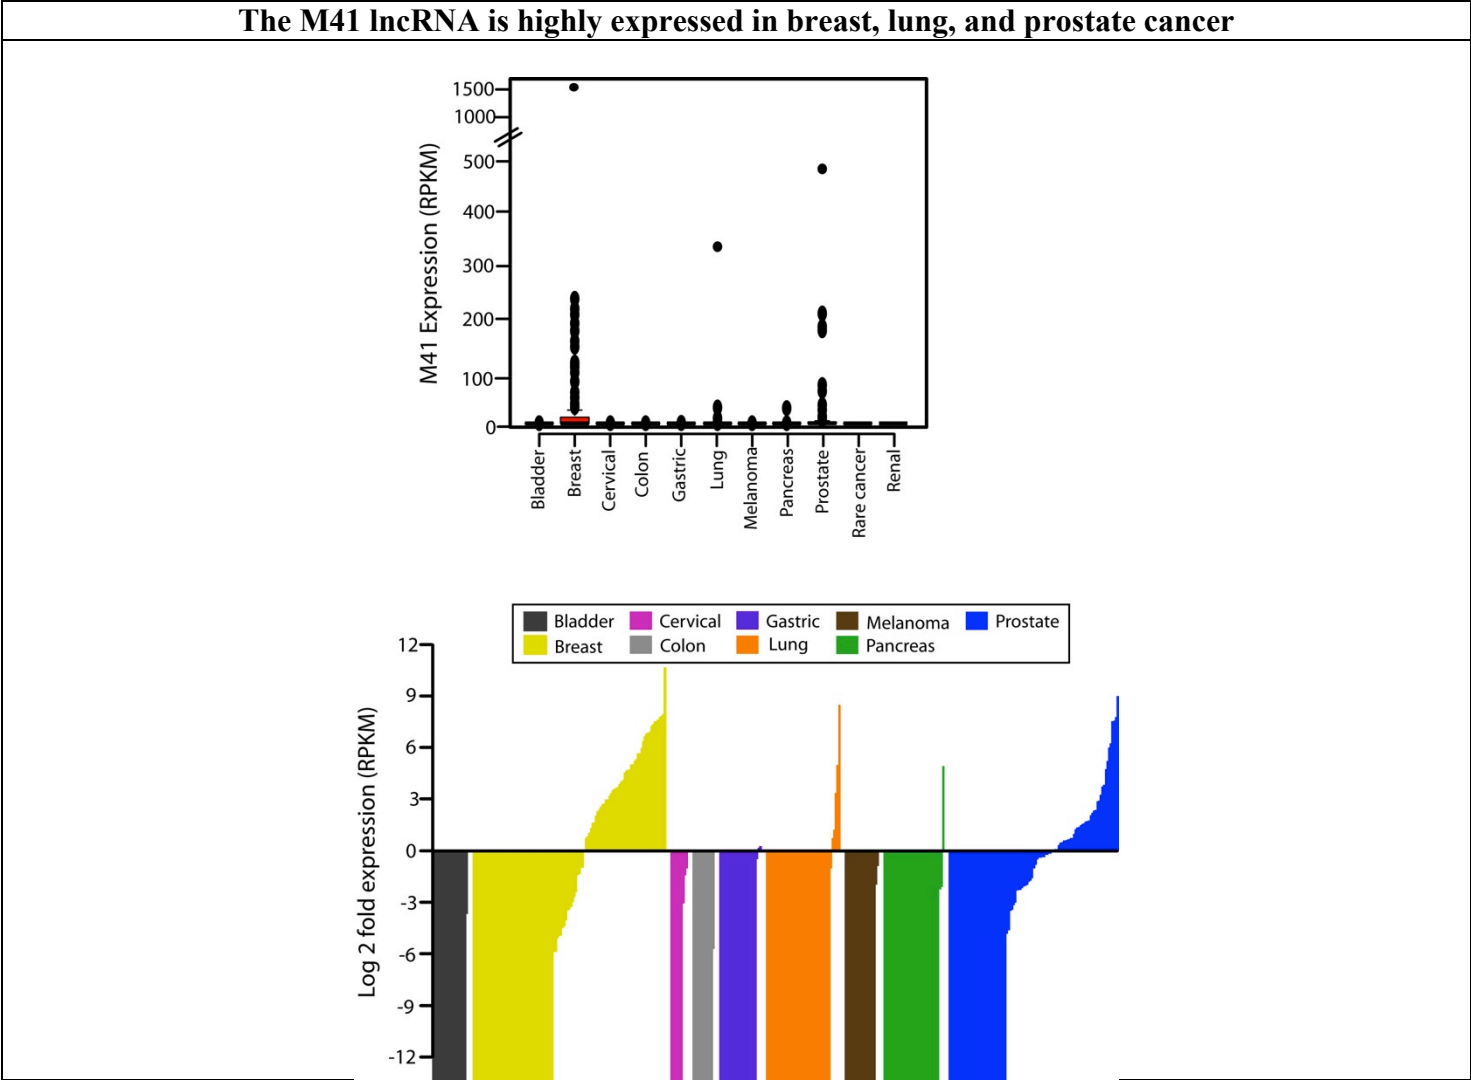 The M41 lncRNA is highly expressed in breast, lung, and prostate cancer
M41 Expression (RPKM)
1500
1000
500
400
300
200
100
0
Bladder
Breast
Cervical
Colon
Gastric
Lung
Melanoma
Pancreas
Prostate
Rare cancer
Renal
Bladder Cervical Gastric Melanoma Prostate
Breast Colon Lung Pancreas
Log 2 fold expression (RPKM)
12
9
6
3
0
-3
-6
-9
-12